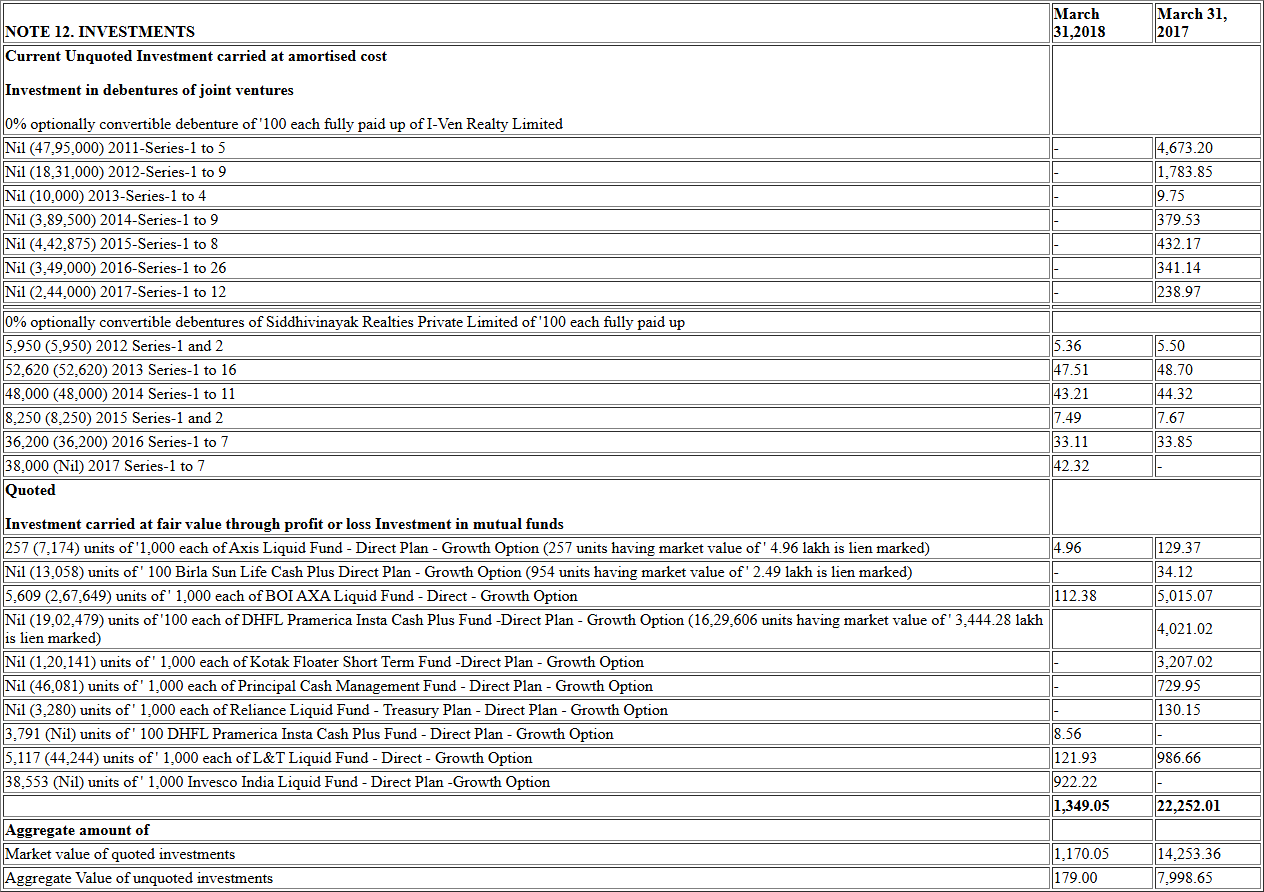 NOTE 12. INVESTMENTS March 31,2018 March 31, 2017
Current Unquoted Investment carried at amortised cost
Investment in debentures of joint ventures
0% optionally convertible debenture of '100 each fully paid up of I-Ven Realty Limited
Nil (47,95,000) 2011-Series-1 to 5 - 4,673.20
Nil (18,31,000) 2012-Series-1 to 9 - 1,783.85
Nil (10,000) 2013-Series-1 to 4 - 9.75
Nil (3,89,500) 2014-Series-1 to 9 - 379.53
Nil (4,42,875) 2015-Series-1 to 8 - 432.17
Nil (3,49,000) 2016-Series-1 to 26 - 341.14
Nil (2,44,000) 2017-Series-1 to 12 - 238.97
0% optionally convertible debentures of Siddhivinayak Realties Private Limited of '100 each fully paid up
5,950 (5,950) 2012 Series-1 and 2 5.36 5.50
52,620 (52,620) 2013 Series-1 to 16 47.51 48.70
48,000 (48,000) 2014 Series-1 to 11 43.21 44.32
8,250 (8,250) 2015 Series-1 and 2 7.49 7.67
36,200 (36,200) 2016 Series-1 to 7 33.11 33.85
38,000 (Nil) 2017 Series-1 to 7 42.32 -
Quoted
Investment carried at fair value through profit or loss Investment in mutual funds
257 (7,174) units of '1,000 each of Axis Liquid Fund - Direct Plan - Growth Option (257 units having market value of ' 4.96 lakh is lien marked) 4.96 129.37
Nil (13,058) units of ' 100 Birla Sun Life Cash Plus Direct Plan - Growth Option (954 units having market value of ' 2.49 lakh is lien marked) - 34.12
5,609 (2,67,649) units of ' 1,000 each of BOI AXA Liquid Fund - Direct - Growth Option 112.38 5,015.07
Nil (19,02,479) units of '100 each of DHFL Pramerica Insta Cash Plus Fund -Direct Plan - Growth Option (16,29,606 units having market value of ' 3,444.28 lakh
is lien marked) 4,021.02
Nil (1,20,141) units of ' 1,000 each of Kotak Floater Short Term Fund -Direct Plan - Growth Option - 3,207.02
Nil (46,081) units of ' 1,000 each of Principal Cash Management Fund - Direct Plan - Growth Option - 729.95
Nil (3,280) units of ' 1,000 each of Reliance Liquid Fund - Treasury Plan - Direct Plan - Growth Option - 130.15
3,791 (Nil) units of ' 100 DHFL Pramerica Insta Cash Plus Fund - Direct Plan - Growth Option 8.56 -
5,117 (44,244) units of ' 1,000 each of L&T Liquid Fund - Direct - Growth Option 121.93 986.66
38,553 (Nil) units of ' 1,000 Invesco India Liquid Fund - Direct Plan -Growth Option 922.22 -
1,349.05 22,252.01
Aggregate amount of
Market value of quoted investments 1,170.05 14,253.36
Aggregate Value of unquoted investments 179.00 7,998.65